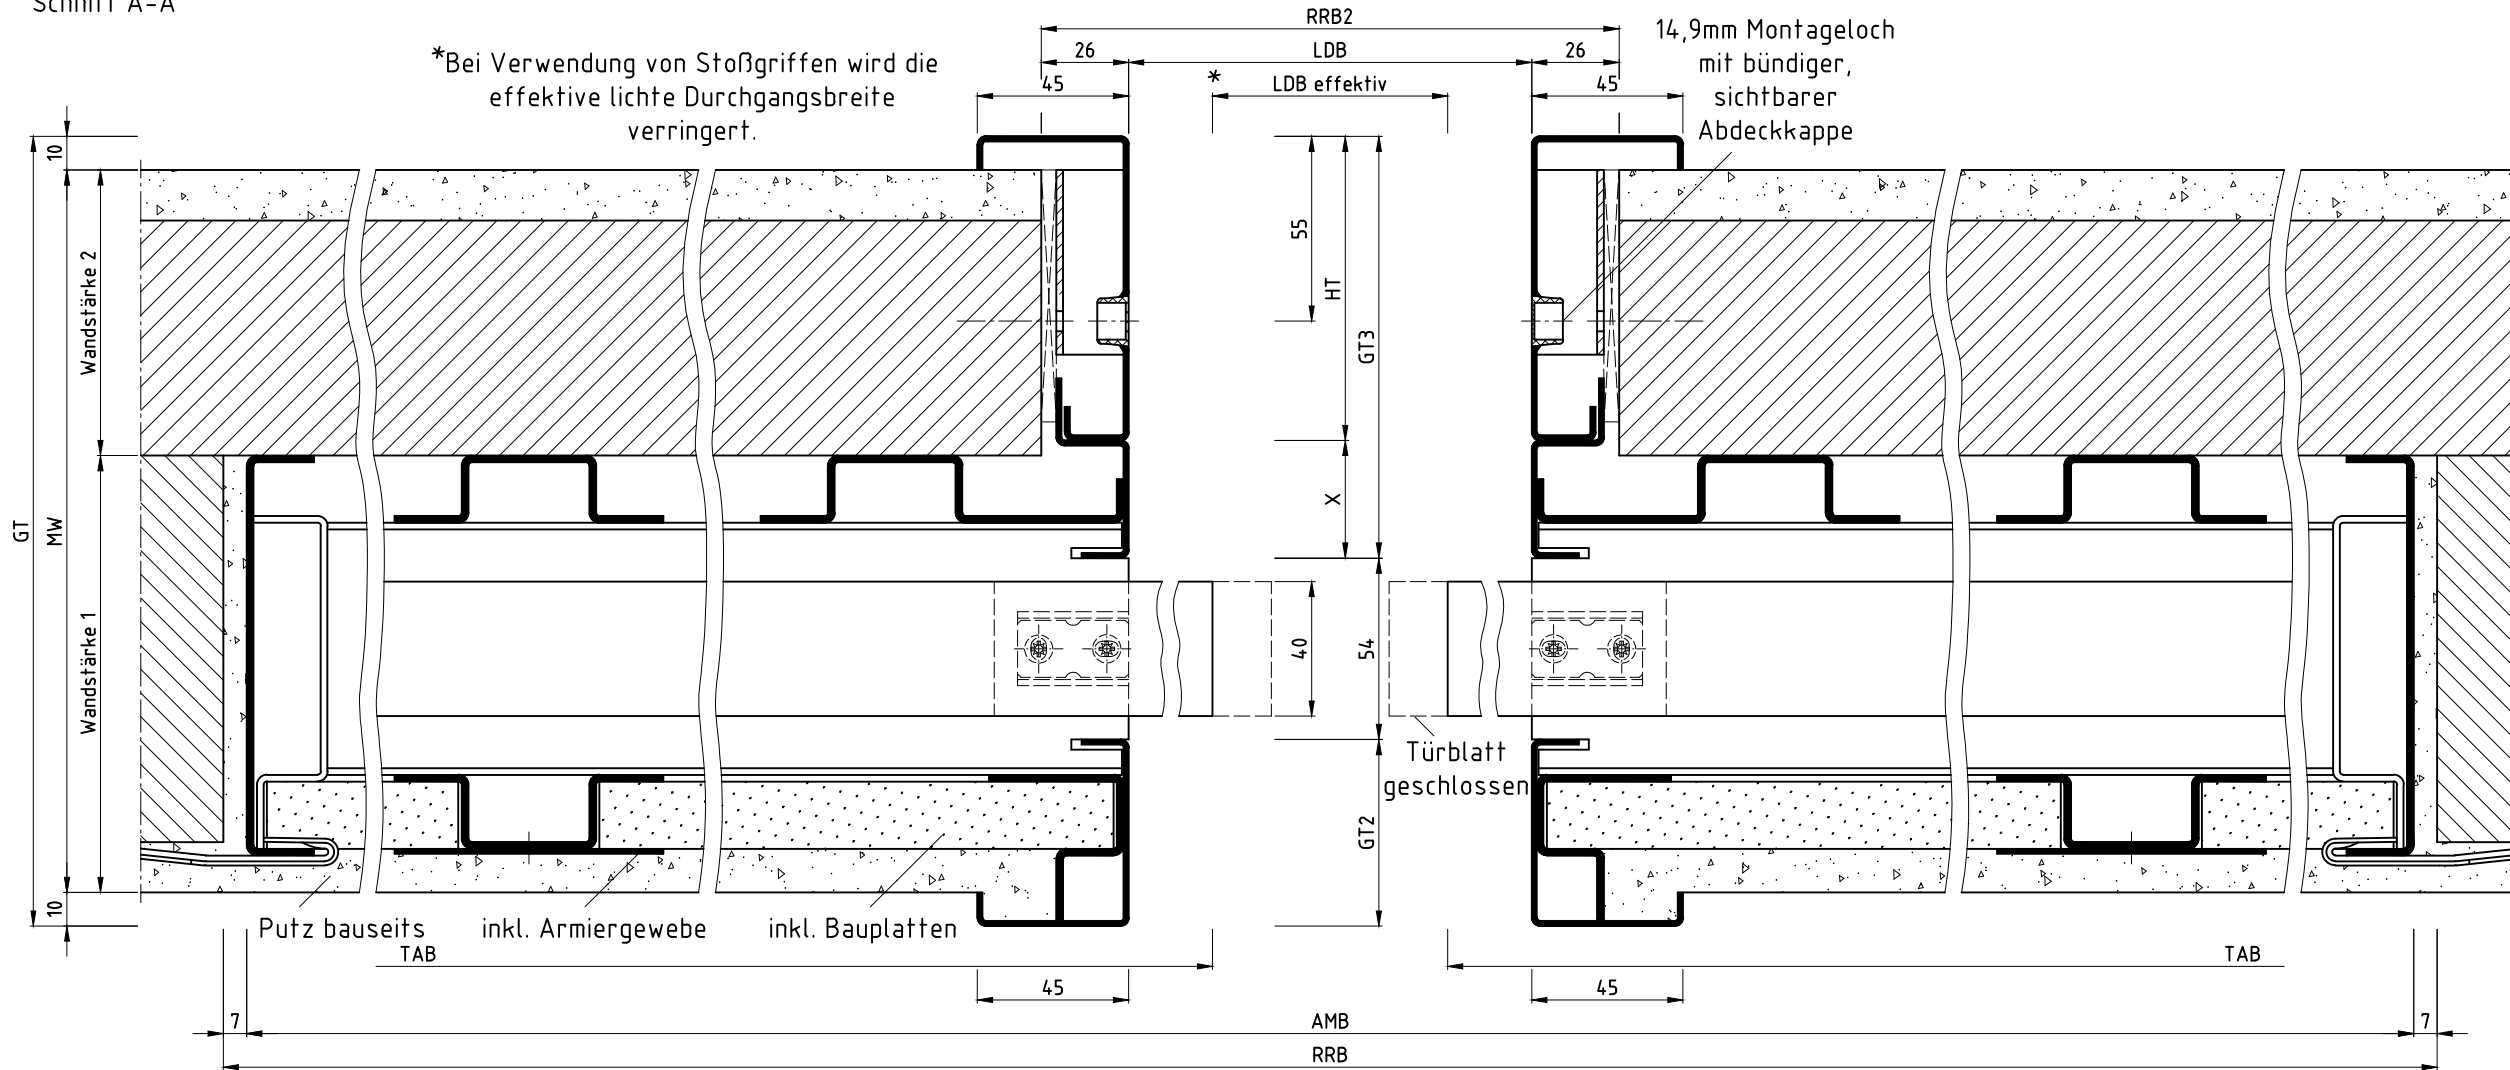 Schnitt A-A
RRB2
26
LDB
26
45
*
LDB effektiv
45
*Bei Verwendung von Stoßgriffen wird die
effektive lichte Durchgangsbreite
verringert.
14,9mm Montageloch
mit bündiger,
sichtbarer
Abdeckkappe
10
55
HT
GT3
Wandstärke 2
X
GT
MW
Wandstärke 1
40
54
GT2
Türblatt
geschlossen
10
Putz bauseits
inkl. Armiergewebe
inkl. Bauplatten
TAB
TAB
45
45
7
AMB
7
RRB